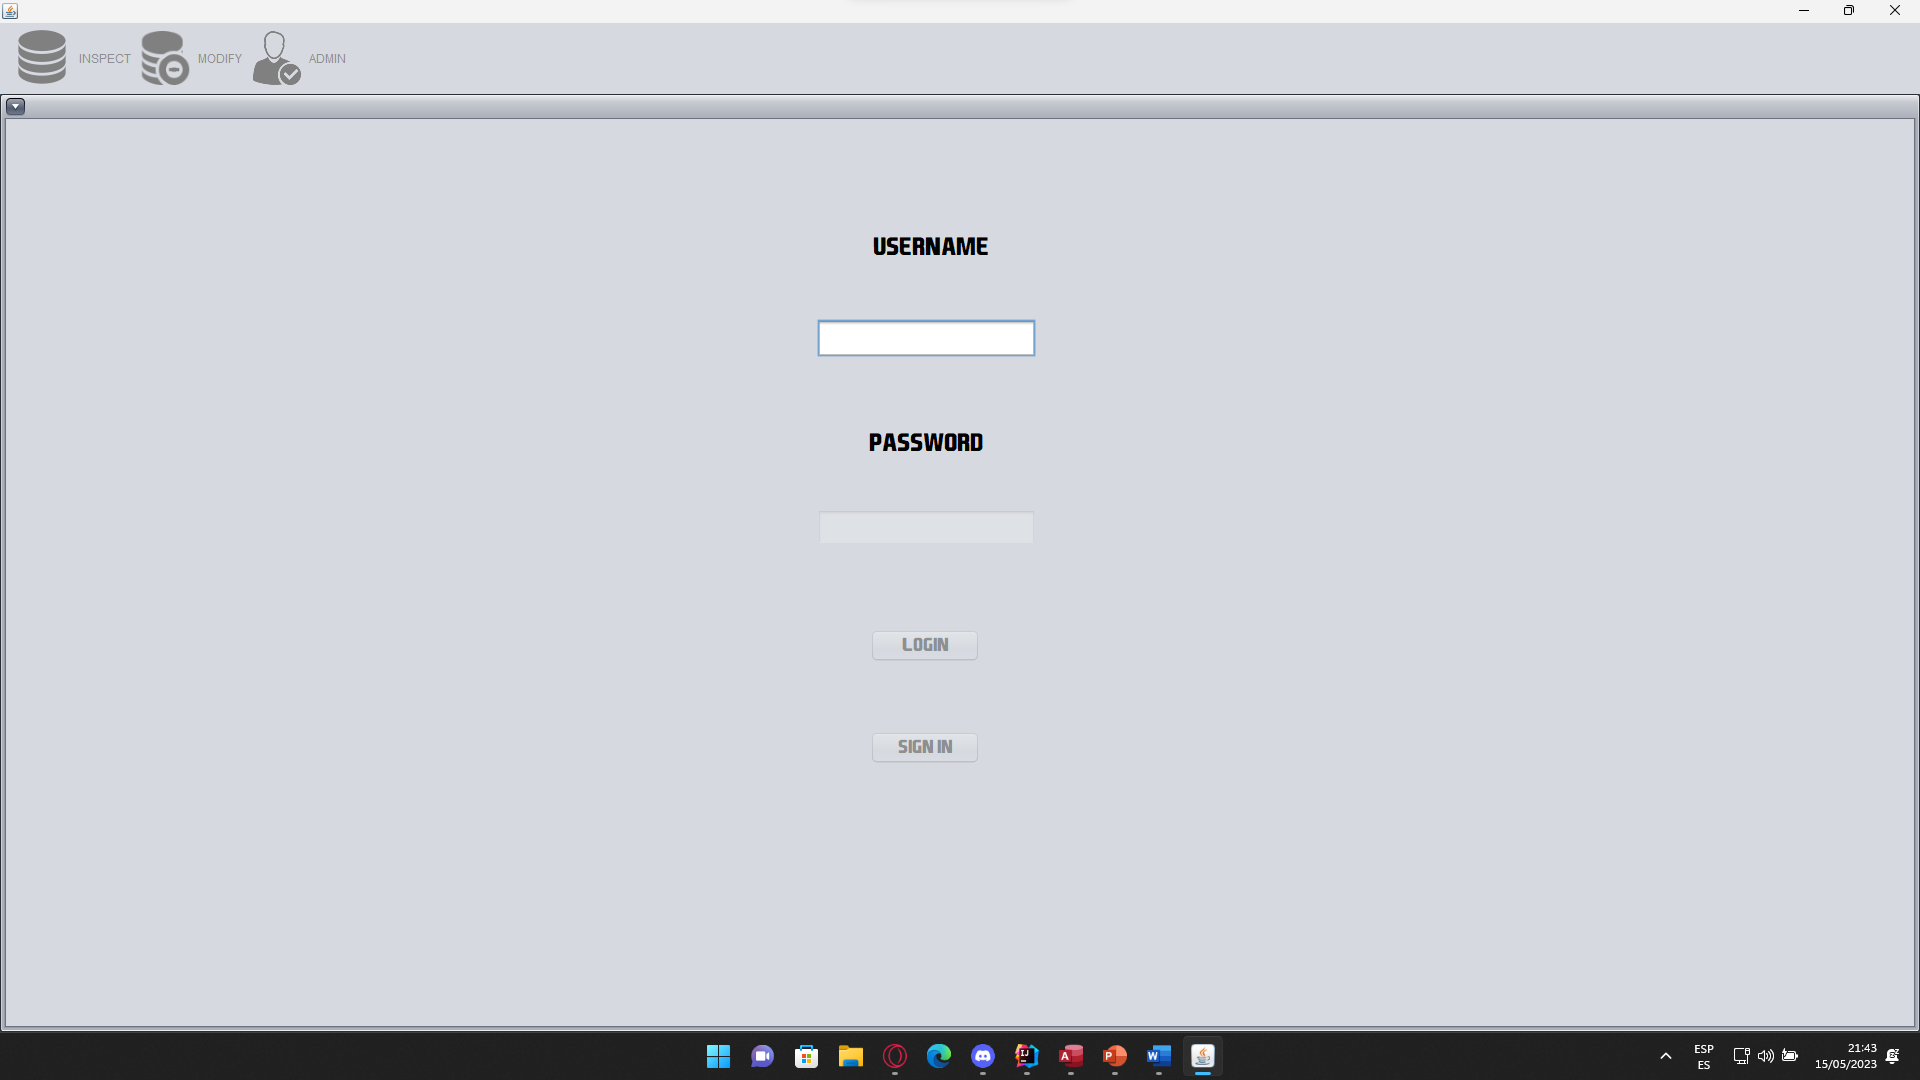 INSPECT
MODIFY
ADMIN
USERNAME
PASSWORD
LOGIN
SIGN IN
ESP
ES
21:43
15/05/2023